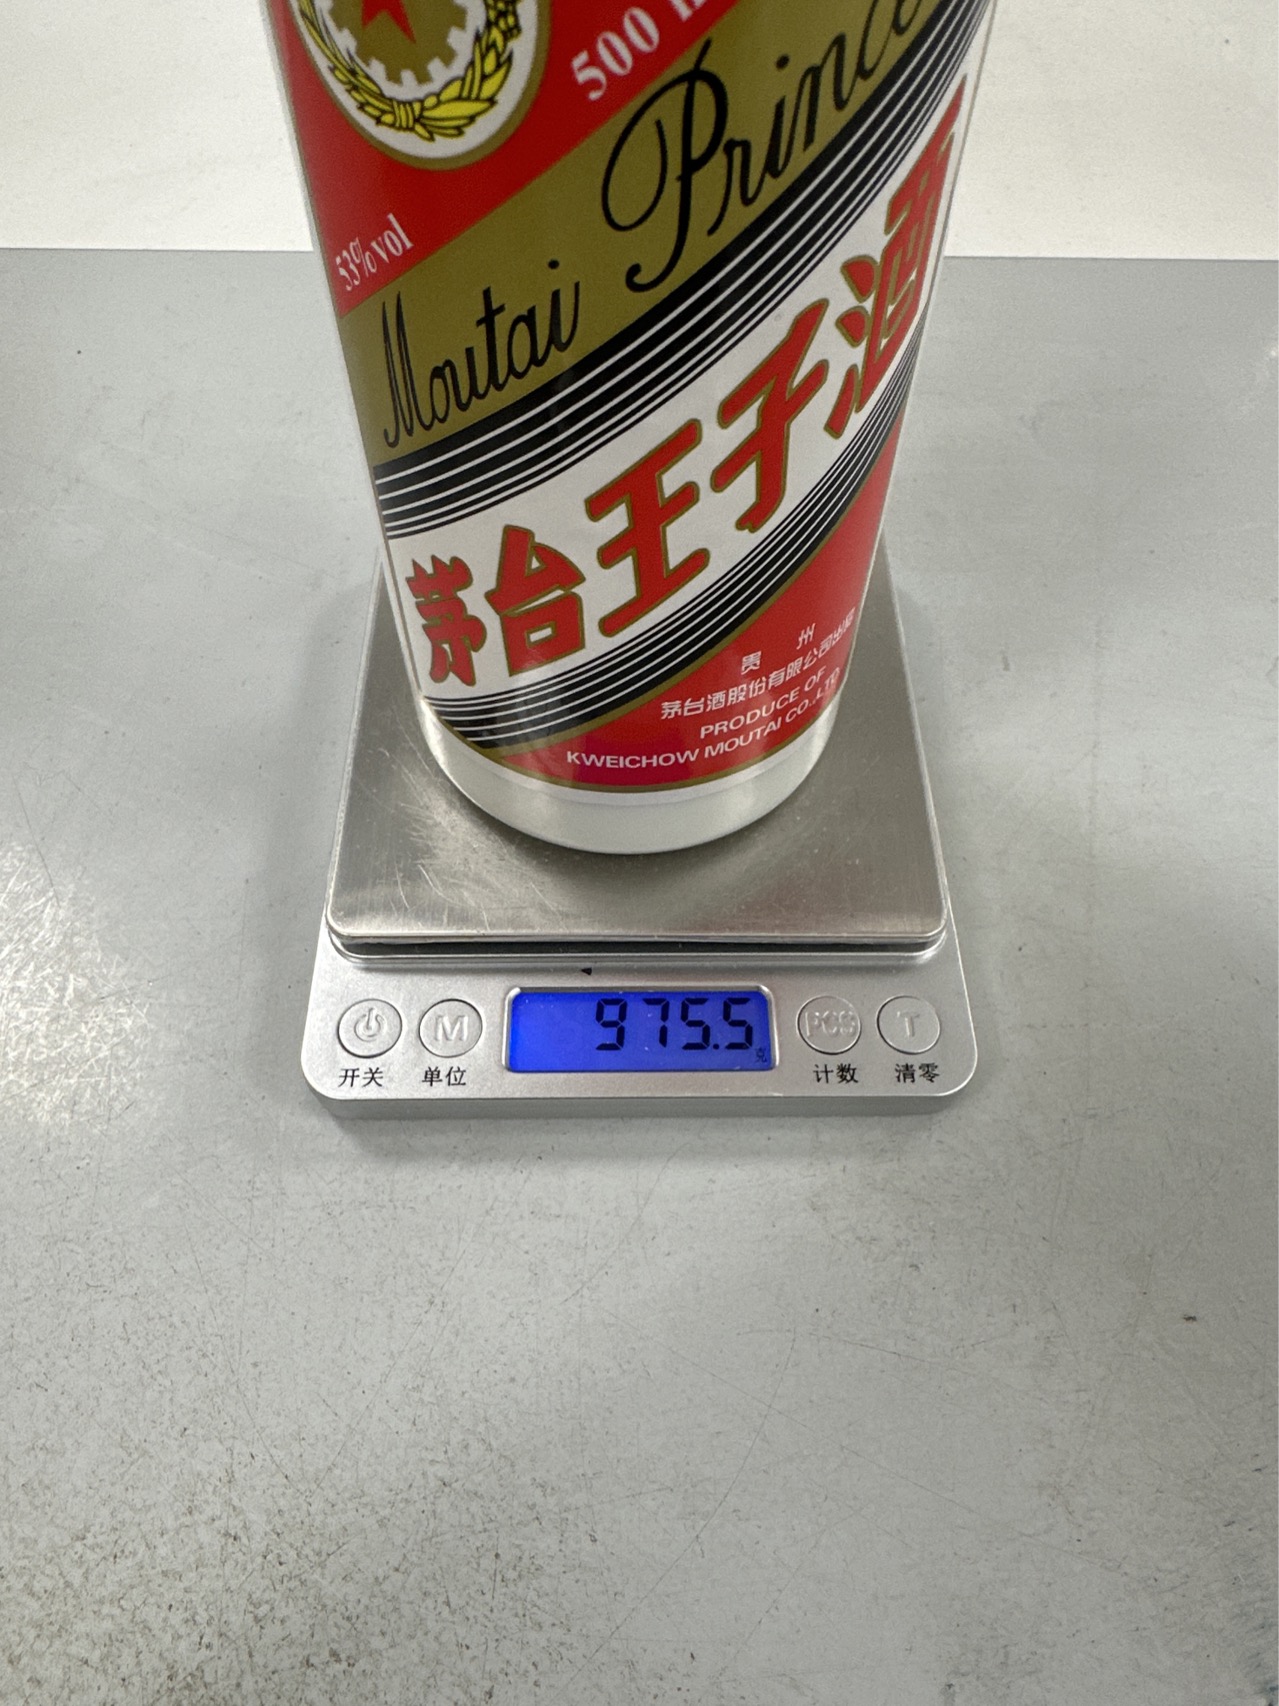 500 m
53%vol
Moutai Prince
茅台王子酒
贵 州
茅台酒股份有限公司出品
PRODUCE OF
KWEICHOW MOUTAI CO.,LTD
975.5
克
M
PCS
T
开关
单位
计数
清零